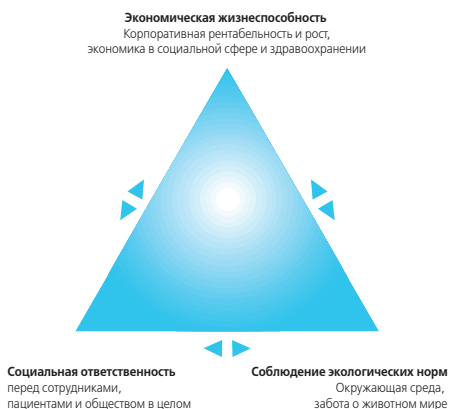 Экономическая жизнеспособность
Корпоративная рентабельность и рост,
экономика в социальной сфере и здравоохранении
Социальная ответственность
перед сотрудниками,
пациентами и обществом в целом
Соблюдение экологических норм
Окружающая среда,
забота о животном мире